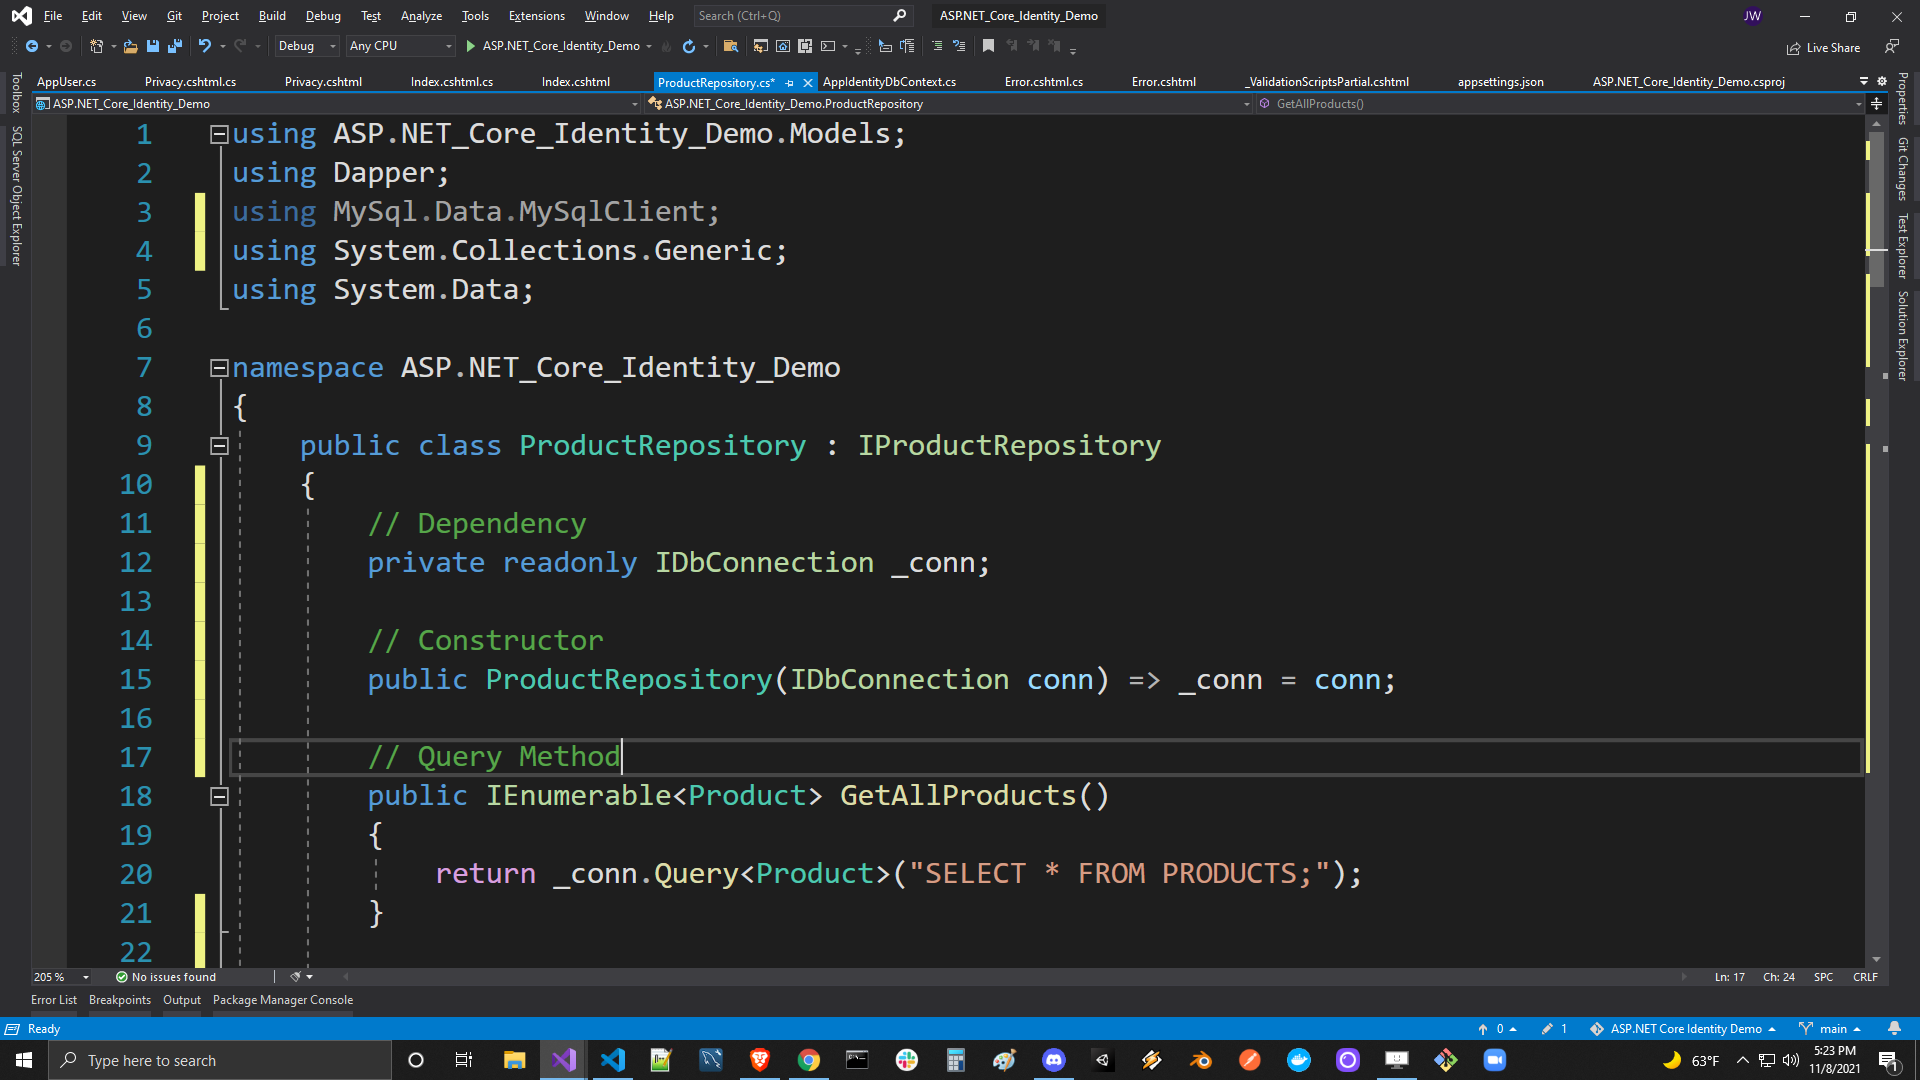 File Edit View Git Project Build Debug Test Analyze Tools Extensions Window Help Search (Ctrl+Q) ASP.NET_Core_Identity_Demo JW
Debug Any CPU ASP.NET_Core_Identity_Demo Live Share
AppUser.cs Privacy.cshtml.cs Privacy.cshtml Index.cshtml.cs Index.cshtml ProductRepository.cs* AppIdentityDbContext.cs Error.cshtml.cs Error.cshtml _ValidationScriptsPartial.cshtml appsettings.json ASP.NET_Core_Identity_Demo.csproj
ASP.NET_Core_Identity_Demo ASP.NET_Core_Identity_Demo.ProductRepository GetAllProducts()
Toolbox
SQL Server Object Explorer
Properties
Git Changes
Test Explorer
Solution Explorer
1 using ASP.NET_Core_Identity_Demo.Models;
2 using Dapper;
3 using MySql.Data.MySqlClient;
4 using System.Collections.Generic;
5 using System.Data;
6
7 namespace ASP.NET_Core_Identity_Demo
8 {
9 public class ProductRepository : IProductRepository
10 {
11 // Dependency
12 private readonly IDbConnection _conn;
13
14 // Constructor
15 public ProductRepository(IDbConnection conn) => _conn = conn;
16
17 // Query Method
18 public IEnumerable<Product> GetAllProducts()
19 {
20 return _conn.Query<Product>("SELECT * FROM PRODUCTS;");
21 }
22
205 % No issues found Ln: 17 Ch: 24 SPC CRLF
Error List Breakpoints Output Package Manager Console
Ready 0 1 ASP.NET Core Identity Demo main
Type here to search 63°F 5:23 PM
11/8/2021 1